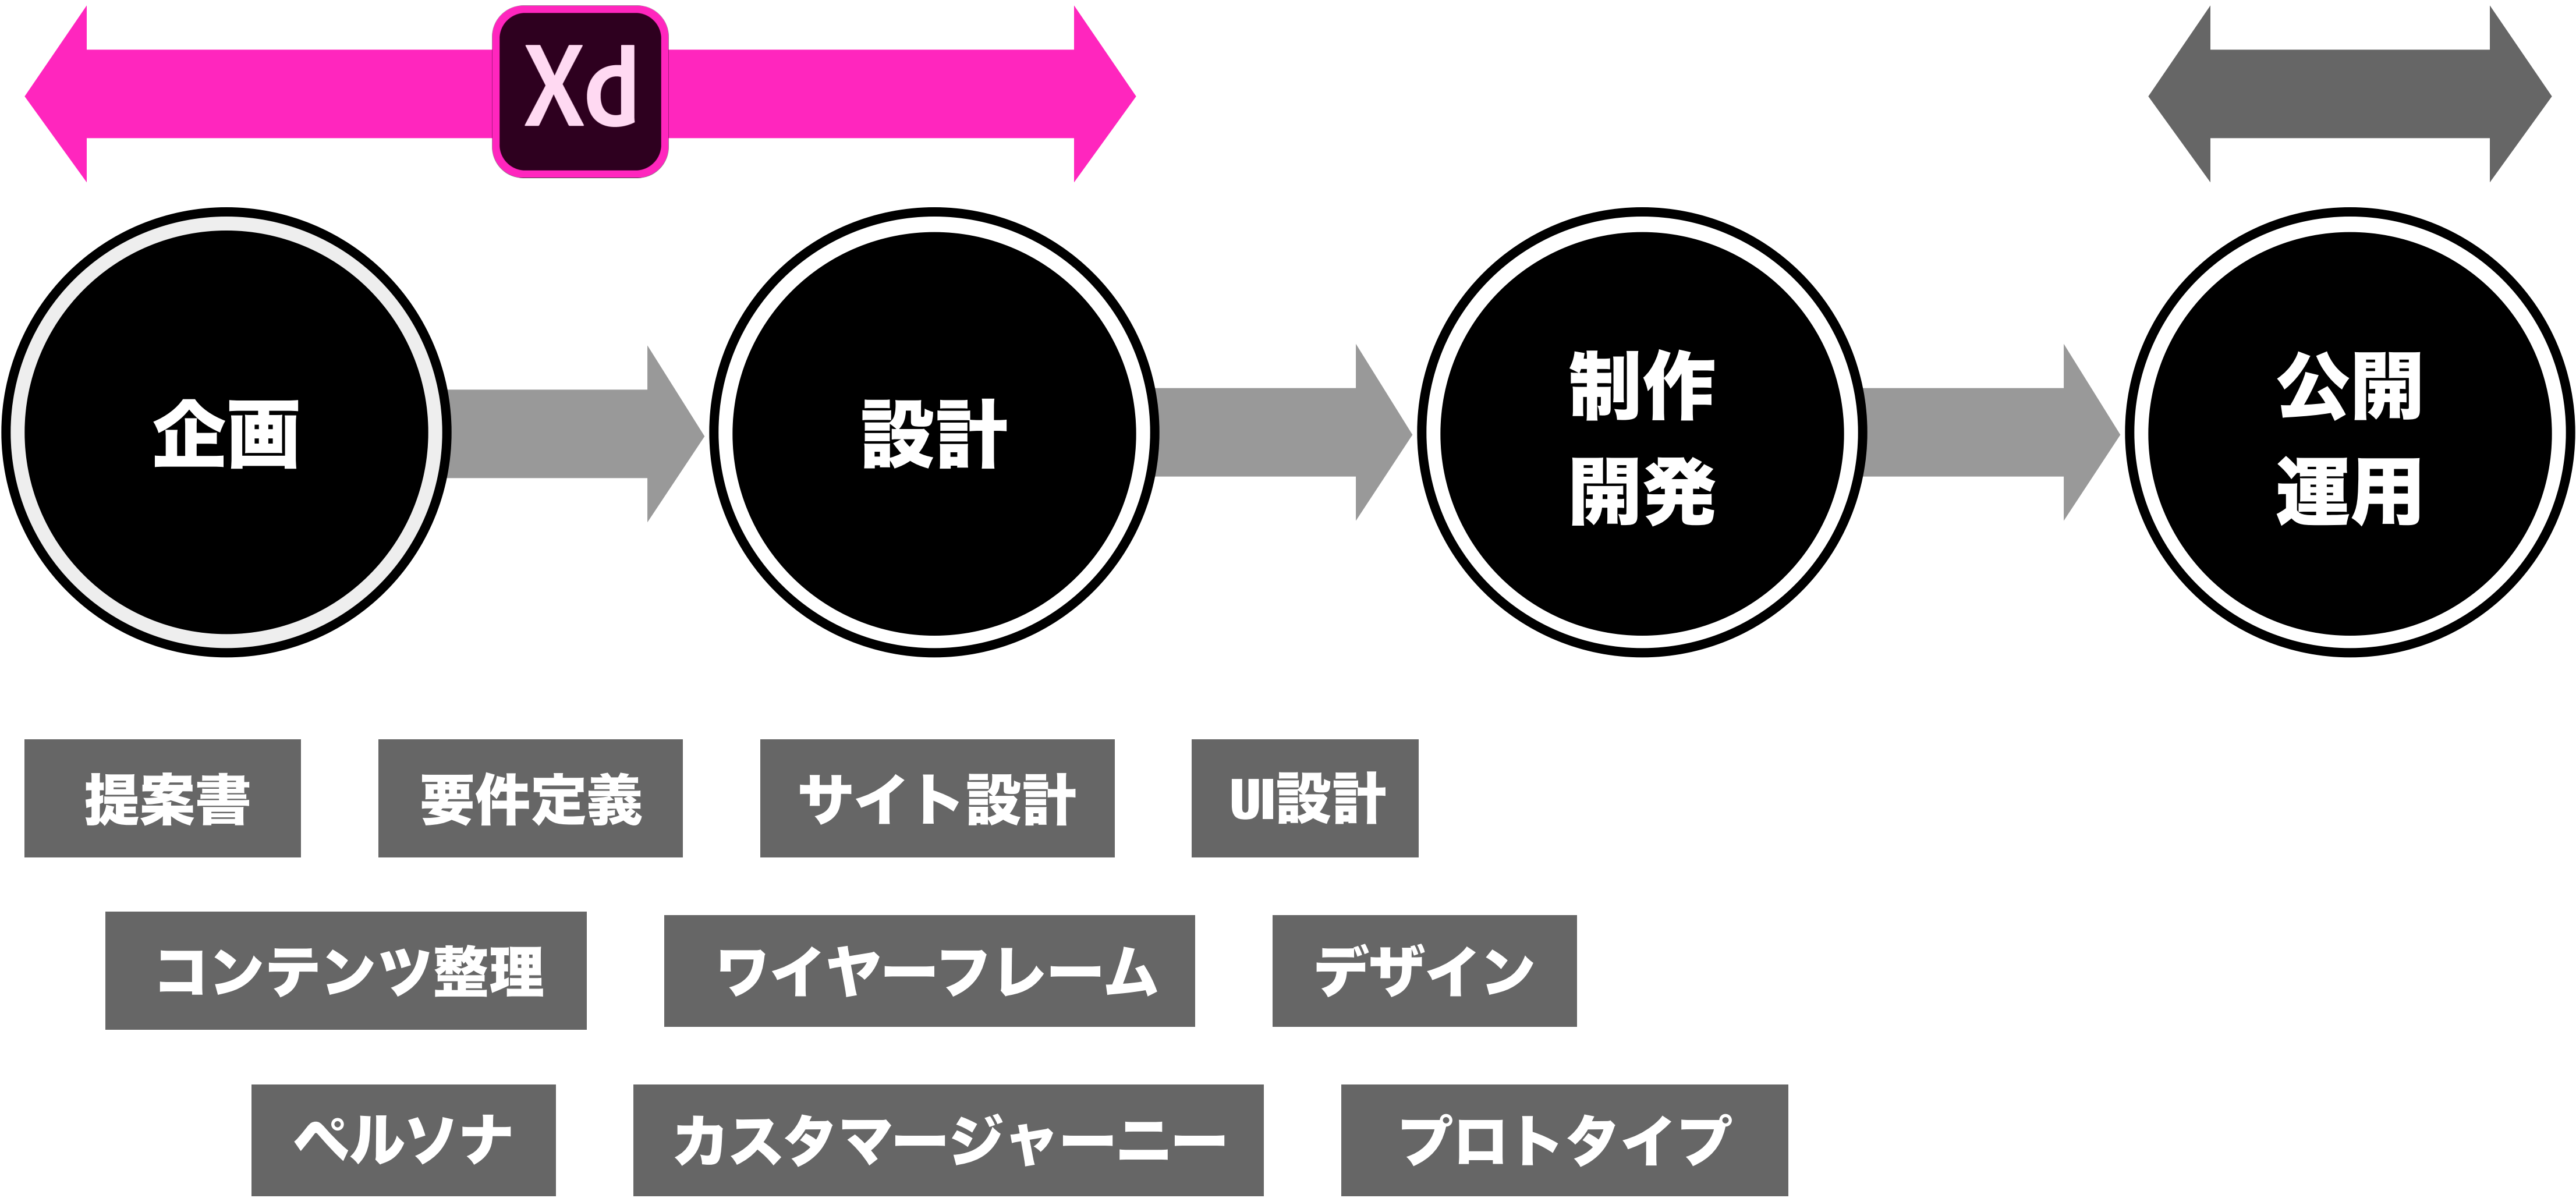 Xd
企画
設計
制作
開発
公開
運用
提案書
要件定義
サイト設計
UI設計
コンテンツ整理
ワイヤーフレーム
デザイン
ペルソナ
カスタマージャーニー
プロトタイプ